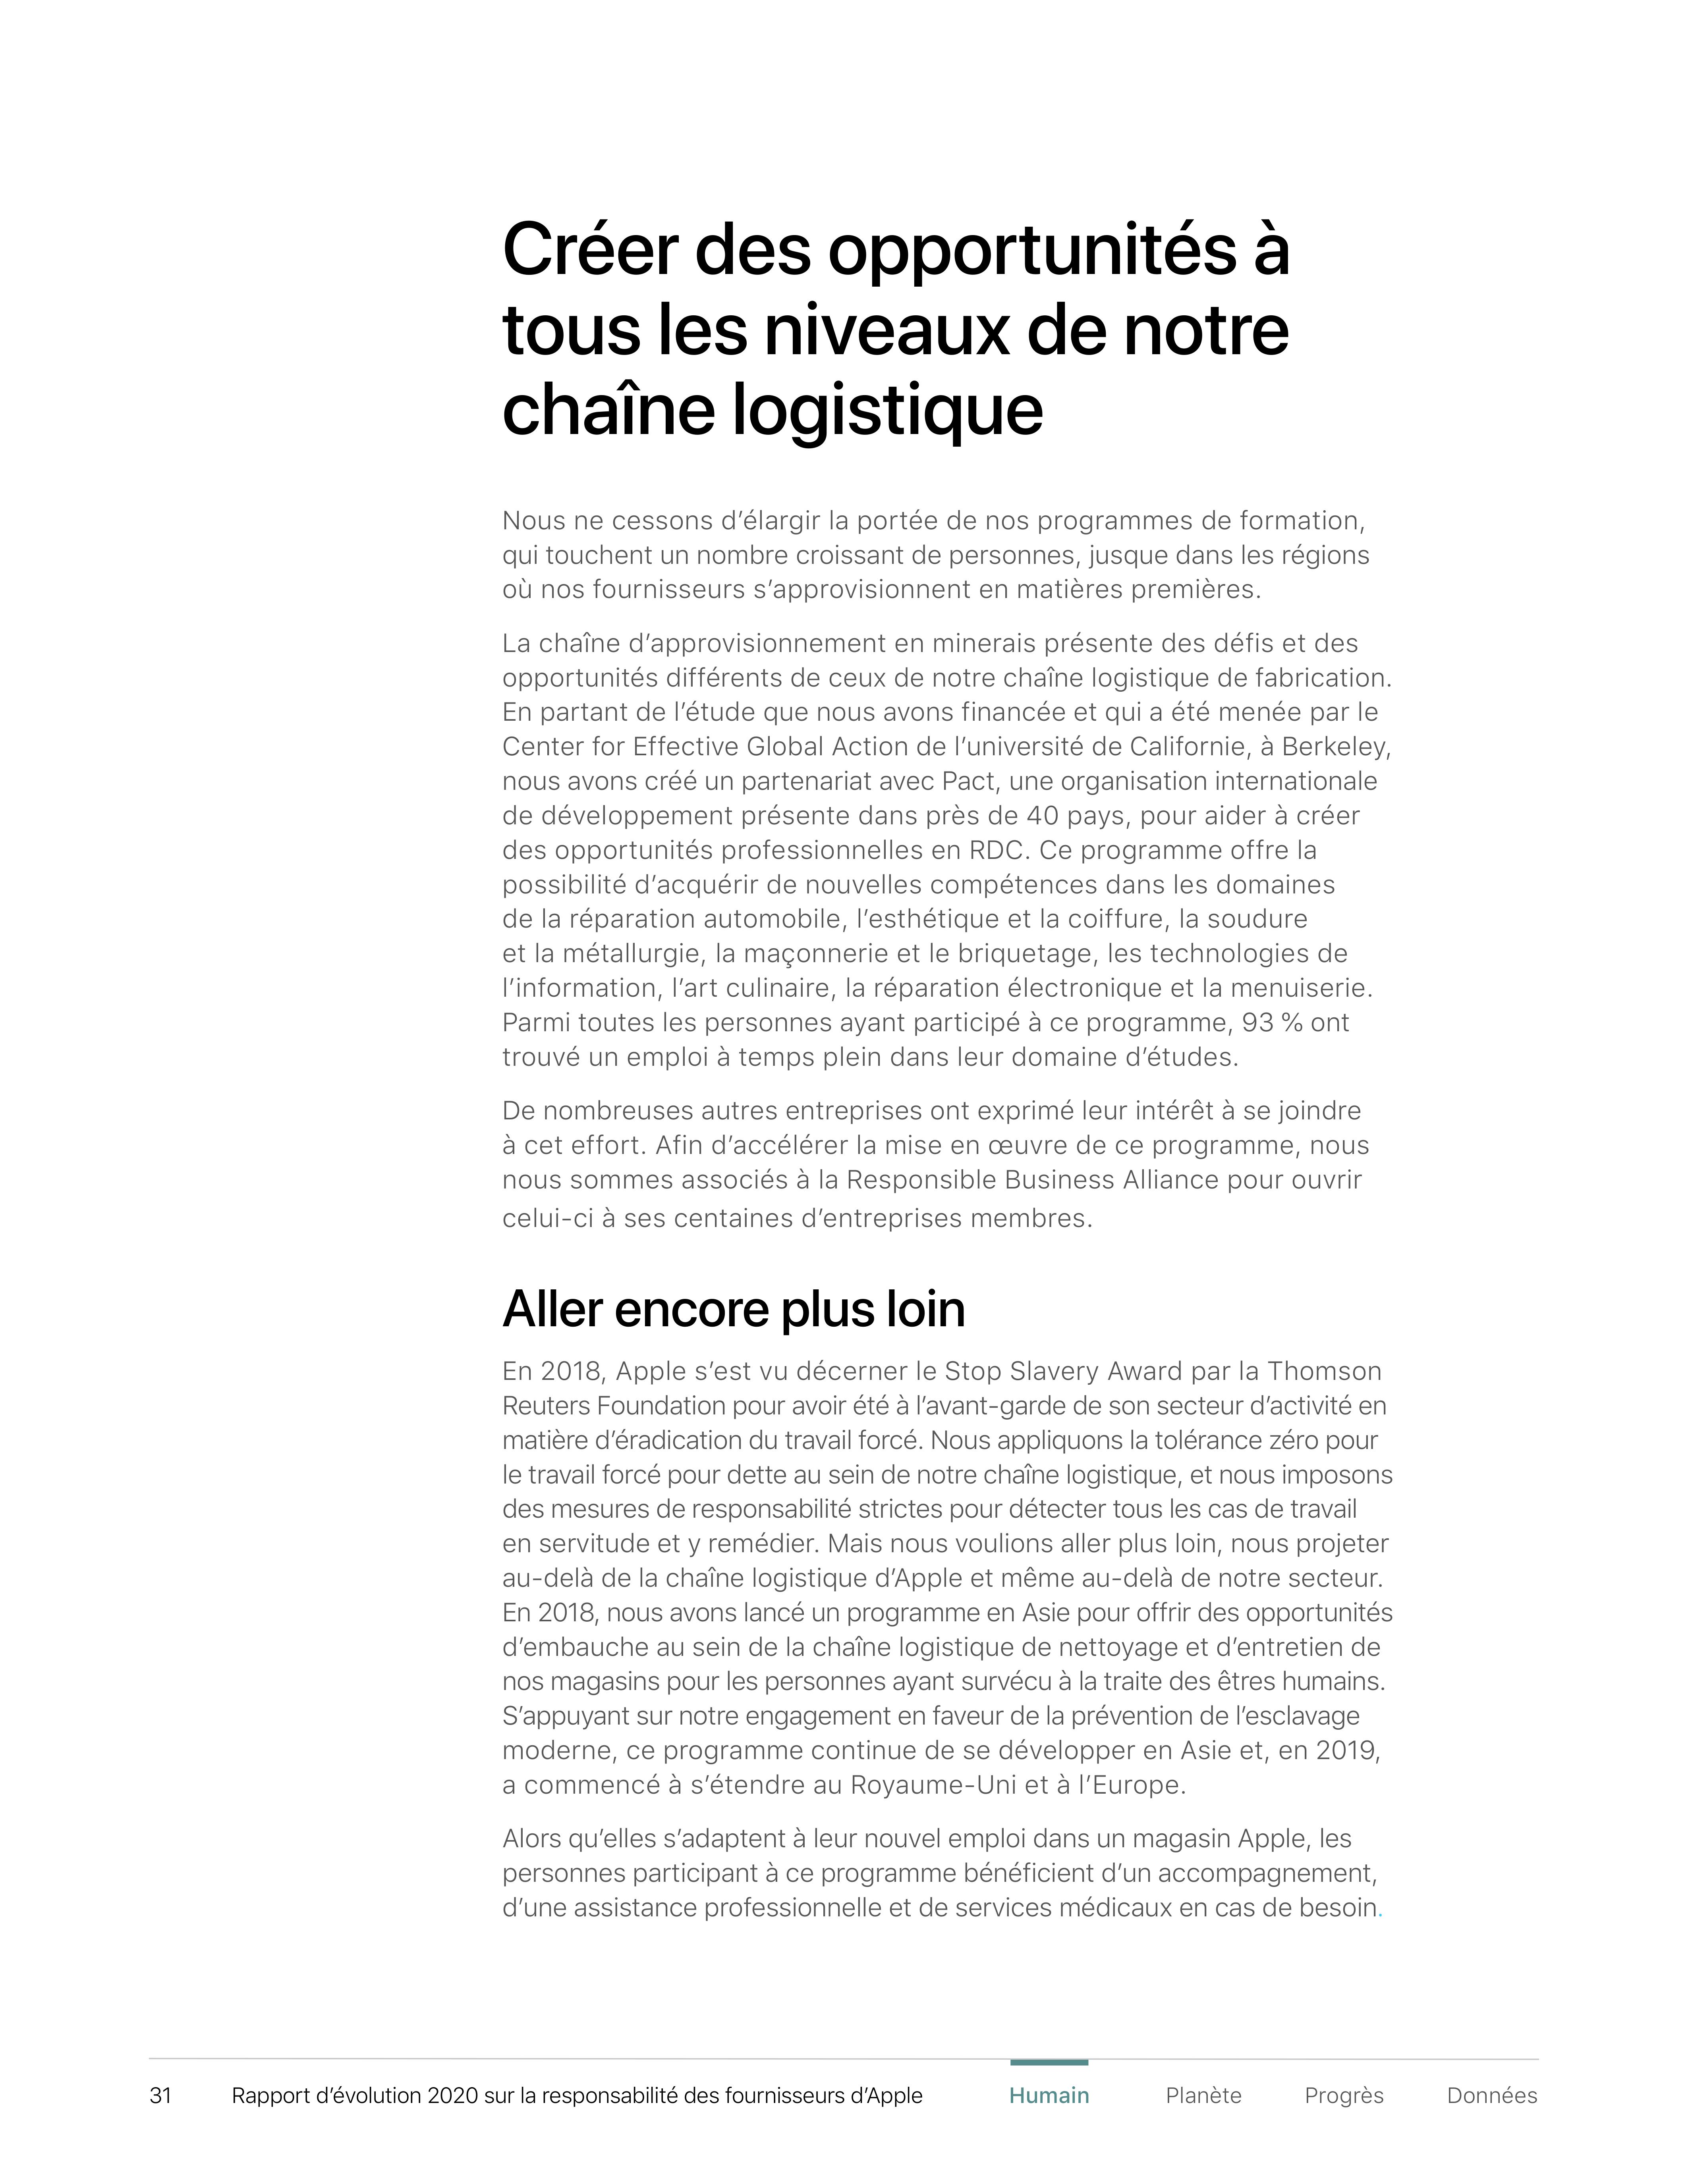 Créer des opportunités à
tous les niveaux de notre
chaîne logistique
Nous ne cessons d’élargir la portée de nos programmes de formation,
qui touchent un nombre croissant de personnes, jusque dans les régions
où nos fournisseurs s’approvisionnent en matières premières.
La chaîne d’approvisionnement en minerais présente des défis et des
opportunités différents de ceux de notre chaîne logistique de fabrication.
En partant de l’étude que nous avons financée et qui a été menée par le
Center for Effective Global Action de l’université de Californie, à Berkeley,
nous avons créé un partenariat avec Pact, une organisation internationale
de développement présente dans près de 40 pays, pour aider à créer
des opportunités professionnelles en RDC. Ce programme offre la
possibilité d’acquérir de nouvelles compétences dans les domaines
de la réparation automobile, l’esthétique et la coiffure, la soudure
et la métallurgie, la maçonnerie et le briquetage, les technologies de
l’information, l’art culinaire, la réparation électronique et la menuiserie.
Parmi toutes les personnes ayant participé à ce programme, 93 % ont
trouvé un emploi à temps plein dans leur domaine d’études.
De nombreuses autres entreprises ont exprimé leur intérêt à se joindre
à cet effort. Afin d’accélérer la mise en œuvre de ce programme, nous
nous sommes associés à la Responsible Business Alliance pour ouvrir
celui-ci à ses centaines d’entreprises membres.
Aller encore plus loin
En 2018, Apple s’est vu décerner le Stop Slavery Award par la Thomson
Reuters Foundation pour avoir été à l’avant-garde de son secteur d’activité en
matière d’éradication du travail forcé. Nous appliquons la tolérance zéro pour
le travail forcé pour dette au sein de notre chaîne logistique, et nous imposons
des mesures de responsabilité strictes pour détecter tous les cas de travail
en servitude et y remédier. Mais nous voulions aller plus loin, nous projeter
au-delà de la chaîne logistique d’Apple et même au-delà de notre secteur.
En 2018, nous avons lancé un programme en Asie pour offrir des opportunités
d’embauche au sein de la chaîne logistique de nettoyage et d’entretien de
nos magasins pour les personnes ayant survécu à la traite des êtres humains.
S’appuyant sur notre engagement en faveur de la prévention de l’esclavage
moderne, ce programme continue de se développer en Asie et, en 2019,
a commencé à s’étendre au Royaume-Uni et à l’Europe.
Alors qu’elles s’adaptent à leur nouvel emploi dans un magasin Apple, les
personnes participant à ce programme bénéficient d’un accompagnement,
d’une assistance professionnelle et de services médicaux en cas de besoin.
31 Rapport d’évolution 2020 sur la responsabilité des fournisseurs d’Apple Humain Planète Progrès Données